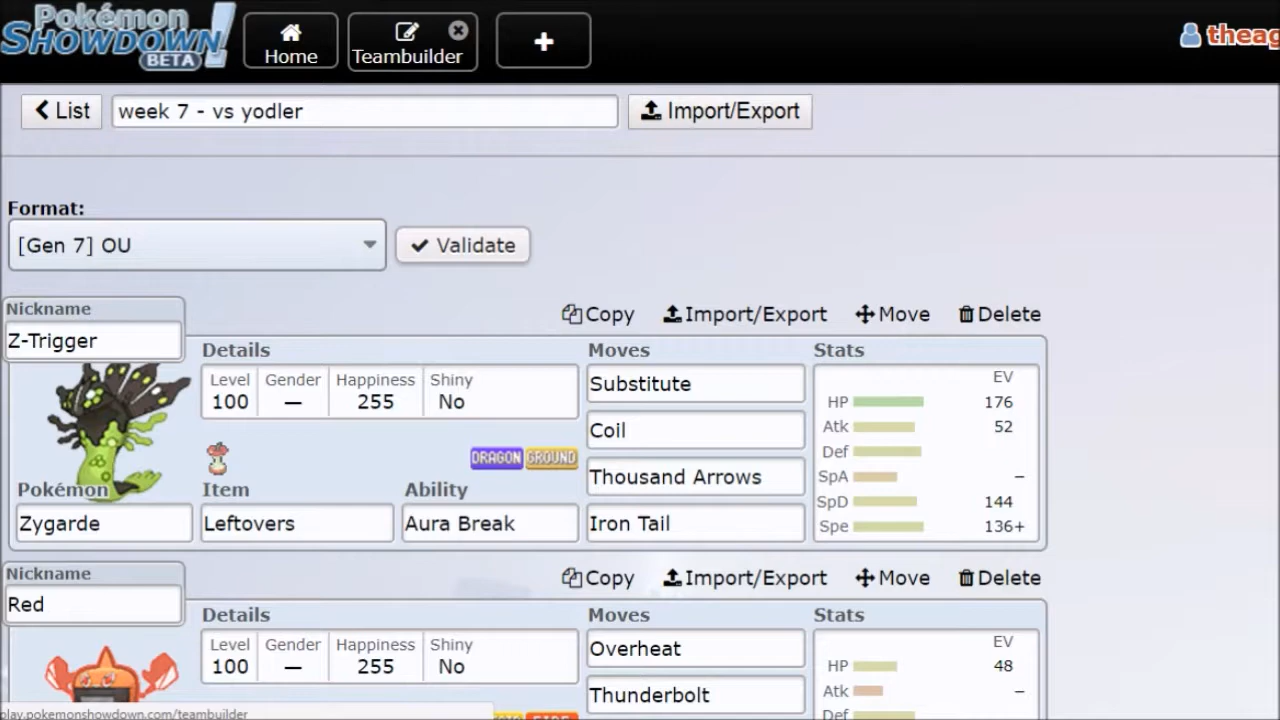 Pokémon
SHOWDOWN!
BETA
Home
Teambuilder
theag
List
week 7 - vs yodler
Import/Export
Format:
[Gen 7] OU
Validate
Nickname
Z-Trigger
Copy Import/Export Move Delete
Details
Level Gender Happiness Shiny
100 — 255 No
DRAGON GROUND
Pokémon Item Ability
Zygarde Leftovers Aura Break
Moves
Substitute
Coil
Thousand Arrows
Iron Tail
Stats
EV
HP 176
Atk 52
Def
SpA –
SpD 144
Spe 136+
Nickname
Red
Copy Import/Export Move Delete
Details
Level Gender Happiness Shiny
100 — 255 No
FIRE
Moves
Overheat
Thunderbolt
Stats
EV
HP 48
Atk –
Def
play.pokemonshowdown.com/teambuilder